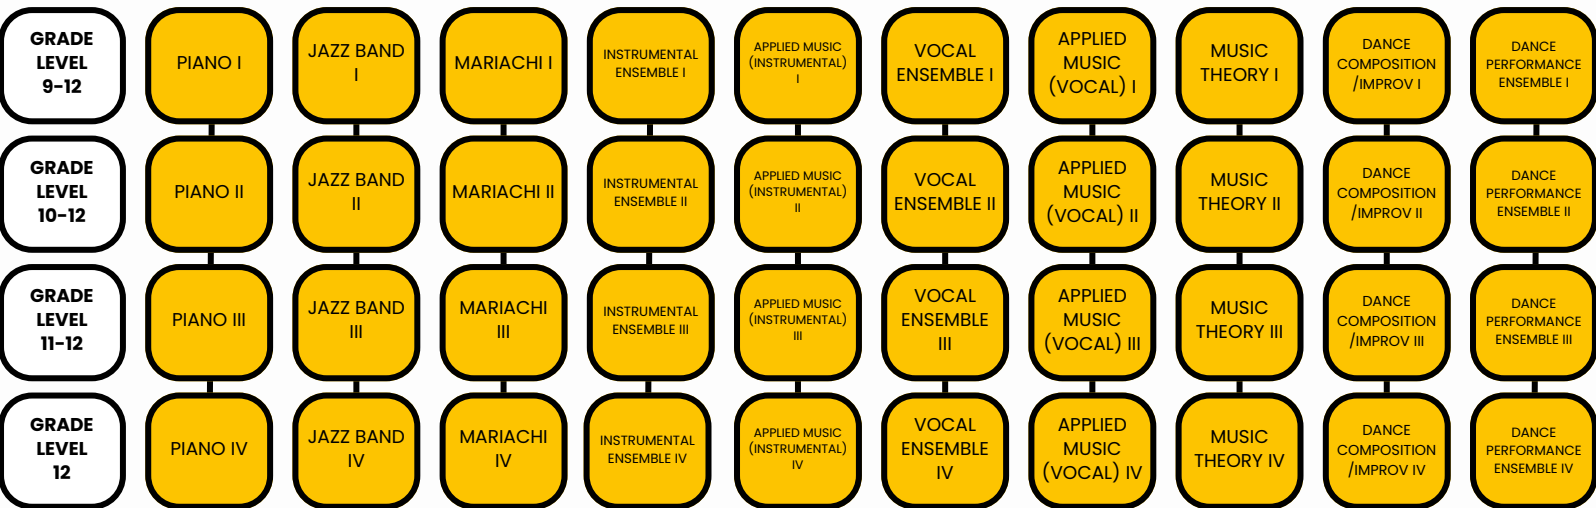 GRADE
LEVEL
9-12
PIANO I
JAZZ BAND
I
MARIACHI I
INSTRUMENTAL
ENSEMBLE I
APPLIED MUSIC
(INSTRUMENTAL)
I
VOCAL
ENSEMBLE I
APPLIED
MUSIC
(VOCAL) I
MUSIC
THEORY I
DANCE
COMPOSITION
/IMPROV I
DANCE
PERFORMANCE
ENSEMBLE I
GRADE
LEVEL
10-12
PIANO II
JAZZ BAND
II
MARIACHI II
INSTRUMENTAL
ENSEMBLE II
APPLIED MUSIC
(INSTRUMENTAL)
II
VOCAL
ENSEMBLE II
APPLIED
MUSIC
(VOCAL) II
MUSIC
THEORY II
DANCE
COMPOSITION
/IMPROV II
DANCE
PERFORMANCE
ENSEMBLE II
GRADE
LEVEL
11-12
PIANO III
JAZZ BAND
III
MARIACHI
III
INSTRUMENTAL
ENSEMBLE III
APPLIED MUSIC
(INSTRUMENTAL)
III
VOCAL
ENSEMBLE
III
APPLIED
MUSIC
(VOCAL) III
MUSIC
THEORY III
DANCE
COMPOSITION
/IMPROV III
DANCE
PERFORMANCE
ENSEMBLE III
GRADE
LEVEL
12
PIANO IV
JAZZ BAND
IV
MARIACHI
IV
INSTRUMENTAL
ENSEMBLE IV
APPLIED MUSIC
(INSTRUMENTAL)
IV
VOCAL
ENSEMBLE
IV
APPLIED
MUSIC
(VOCAL) IV
MUSIC
THEORY IV
DANCE
COMPOSITION
/IMPROV IV
DANCE
PERFORMANCE
ENSEMBLE IV